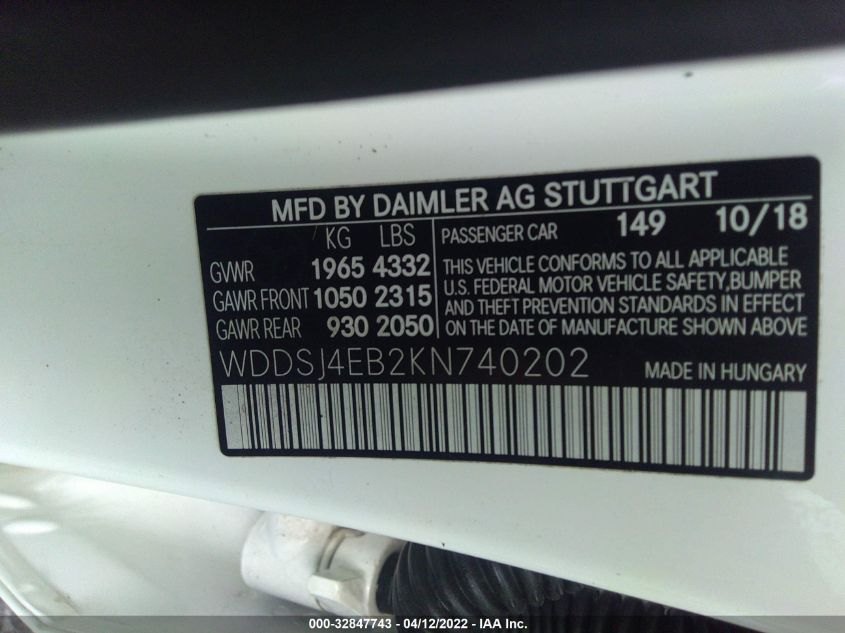 MFD BY DAIMLER AG STUTTGART
KG LBS
GVWR 1965 4332
GAWR FRONT 1050 2315
GAWR REAR 930 2050
PASSENGER CAR 149 10/18
THIS VEHICLE CONFORMS TO ALL APPLICABLE
U.S. FEDERAL MOTOR VEHICLE SAFETY, BUMPER
AND THEFT PREVENTION STANDARDS IN EFFECT
ON THE DATE OF MANUFACTURE SHOWN ABOVE
WDDSJ4EB2KN740202 MADE IN HUNGARY
000-32847743 - 04/12/2022 - IAA Inc.